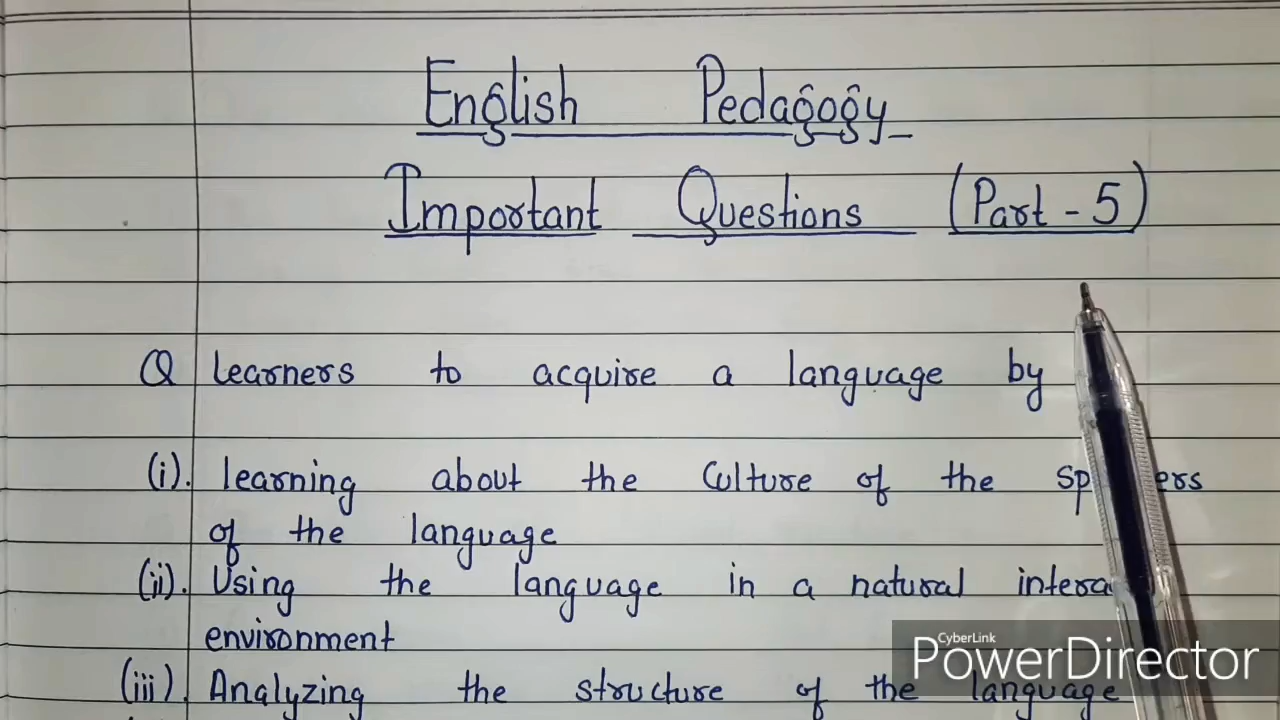 English Pedagogy
Important Questions (Part - 5)
Q learners to acquire a language by
(i). learning about the Culture of the
of the language
(ii). Using the language in a natural
environment
(iii). Analyzing the structure of the language
CyberLink
PowerDirector